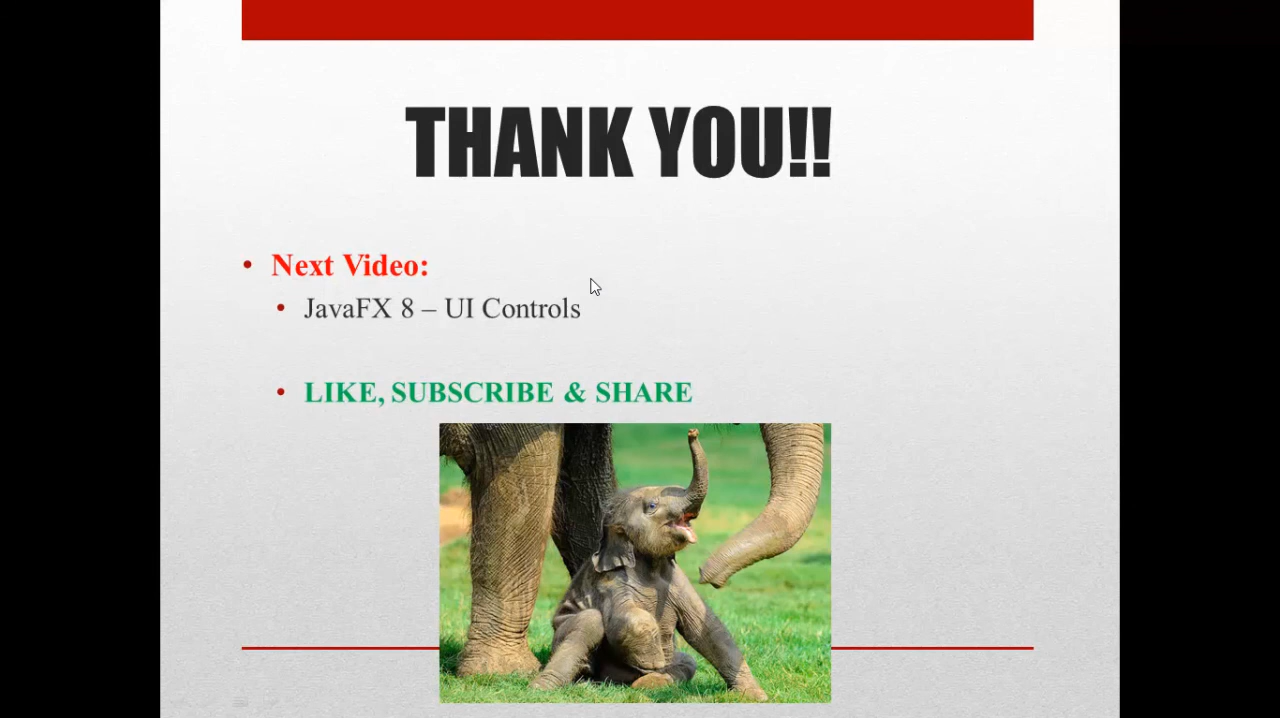 THANK YOU!!
Next Video:
JavaFX 8 – UI Controls
LIKE, SUBSCRIBE & SHARE